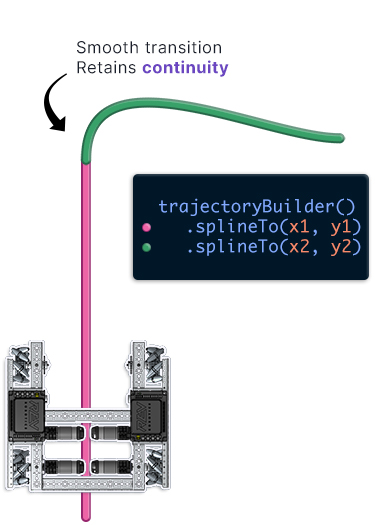 Smooth transition
Retains continuity
trajectoryBuilder()
.splineTo(x1, y1)
.splineTo(x2, y2)